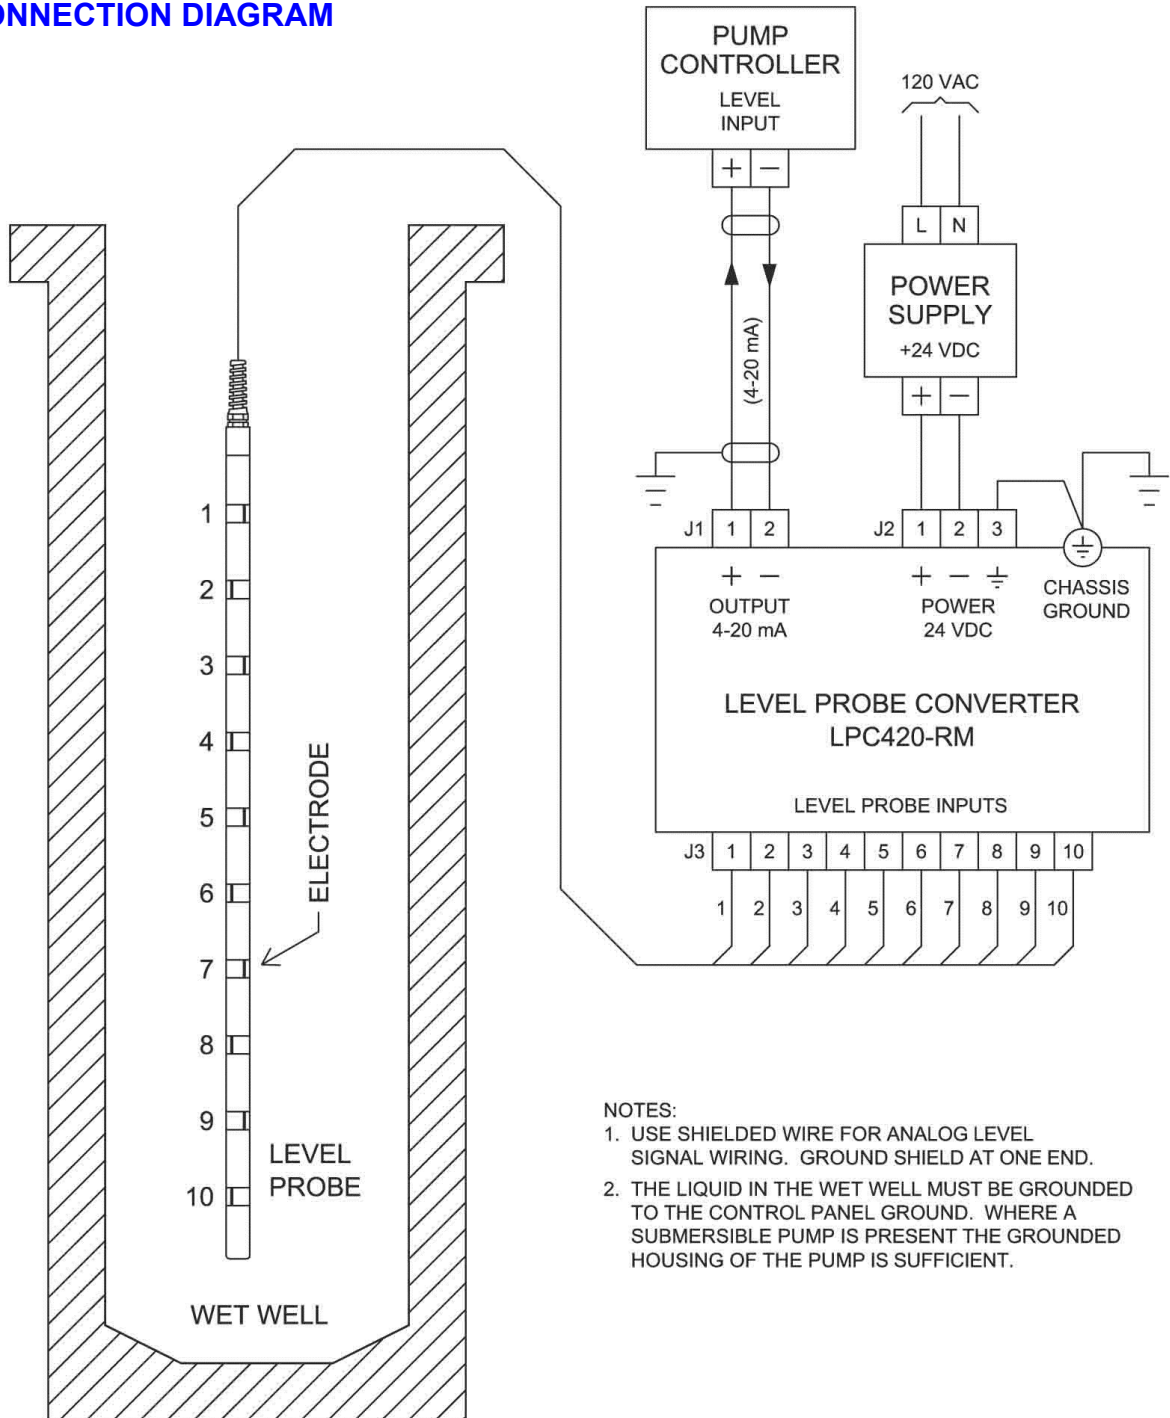 ONNECTION DIAGRAM
PUMP
CONTROLLER
LEVEL
INPUT
+ −
120 VAC
L N
POWER
SUPPLY
+24 VDC
+ −
(4-20 mA)
J1 1 2
J2 1 2 3
+ −
OUTPUT
4-20 mA
+ −
POWER
24 VDC
CHASSIS
GROUND
LEVEL PROBE CONVERTER
LPC420-RM
LEVEL PROBE INPUTS
J3 1 2 3 4 5 6 7 8 9 10
1 2 3 4 5 6 7 8 9 10
1
2
3
4
5
6
7
8
9
10
ELECTRODE
LEVEL
PROBE
WET WELL
NOTES:
1. USE SHIELDED WIRE FOR ANALOG LEVEL
SIGNAL WIRING. GROUND SHIELD AT ONE END.
2. THE LIQUID IN THE WET WELL MUST BE GROUNDED
TO THE CONTROL PANEL GROUND. WHERE A
SUBMERSIBLE PUMP IS PRESENT THE GROUNDED
HOUSING OF THE PUMP IS SUFFICIENT.